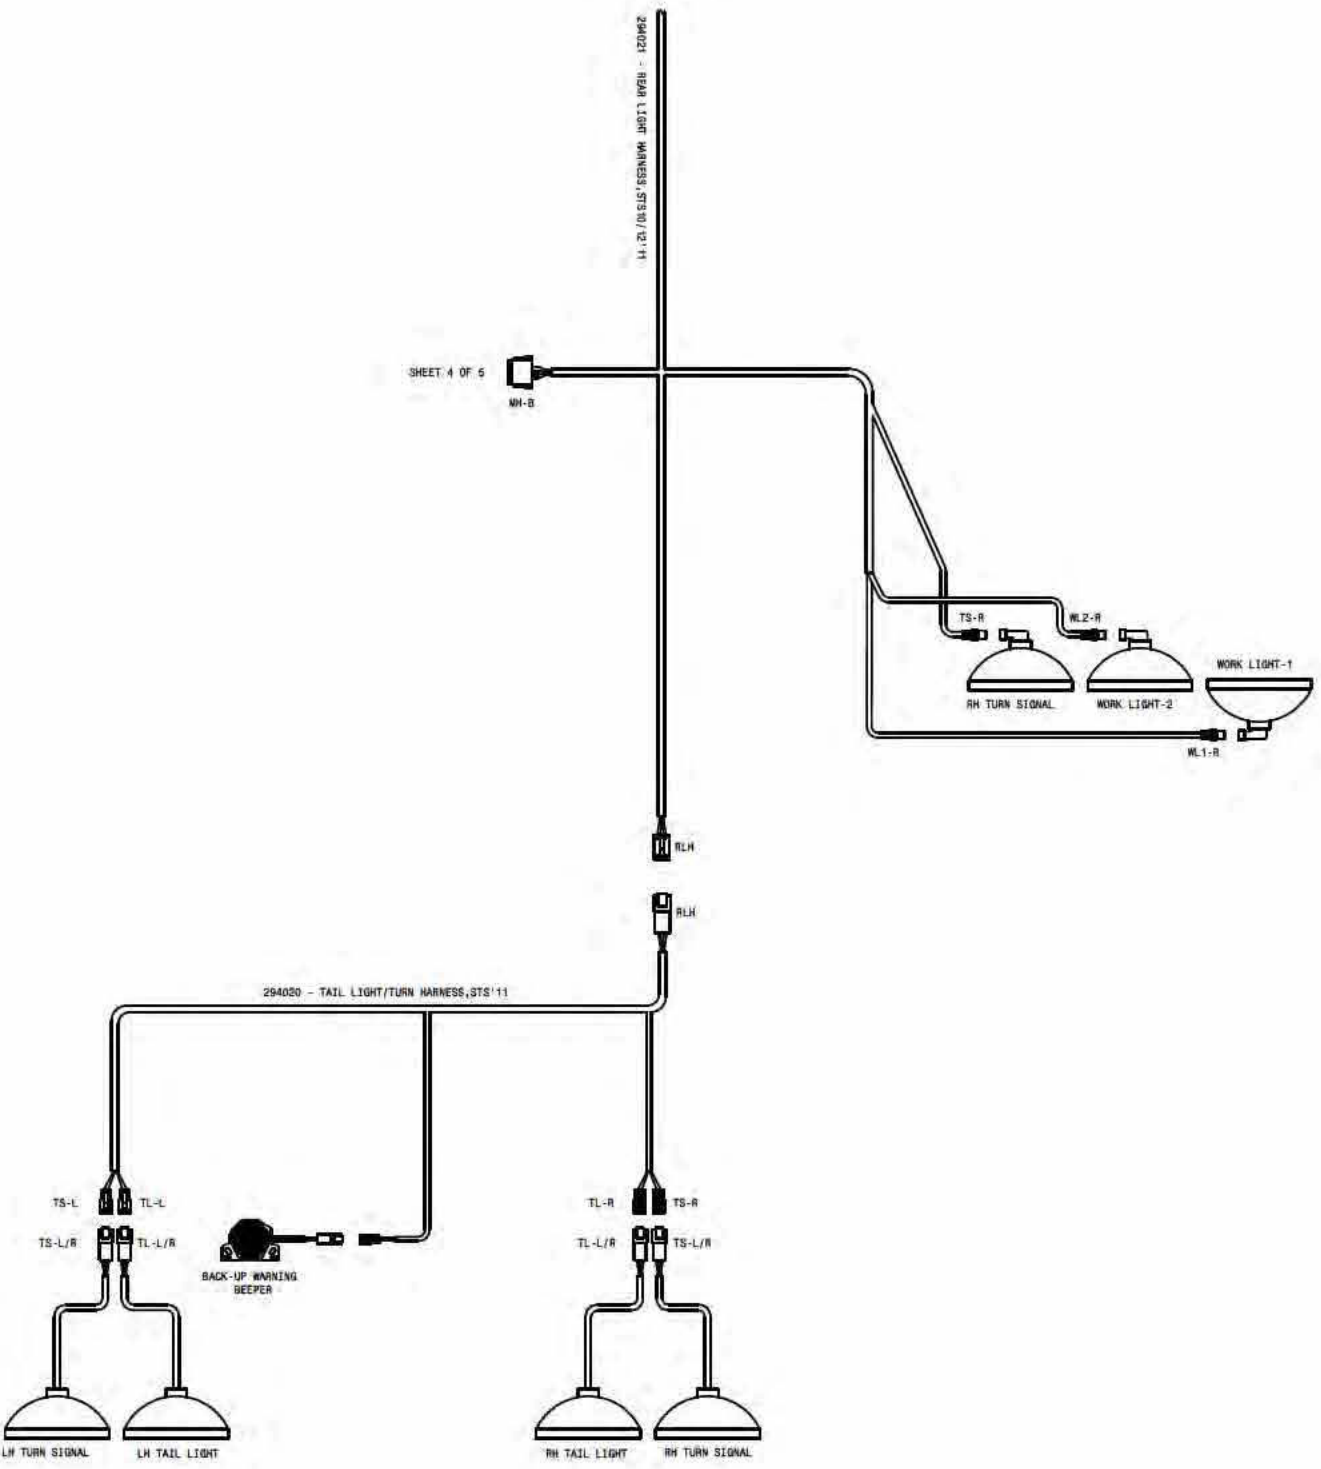 294021 - REAR LIGHT HARNESS,STS10/12'11
SHEET 4 OF 5
MH-B
TS-R
WL2-R
WORK LIGHT-1
RH TURN SIGNAL
WORK LIGHT-2
WL1-R
RLH
RLH
294020 - TAIL LIGHT/TURN HARNESS,STS'11
TS-L
TL-L
TL-R
TS-R
TS-L/R
TL-L/R
TL-L/R
TS-L/R
BACK-UP WARNING
BEEPER
LH TURN SIGNAL
LH TAIL LIGHT
RH TAIL LIGHT
RH TURN SIGNAL